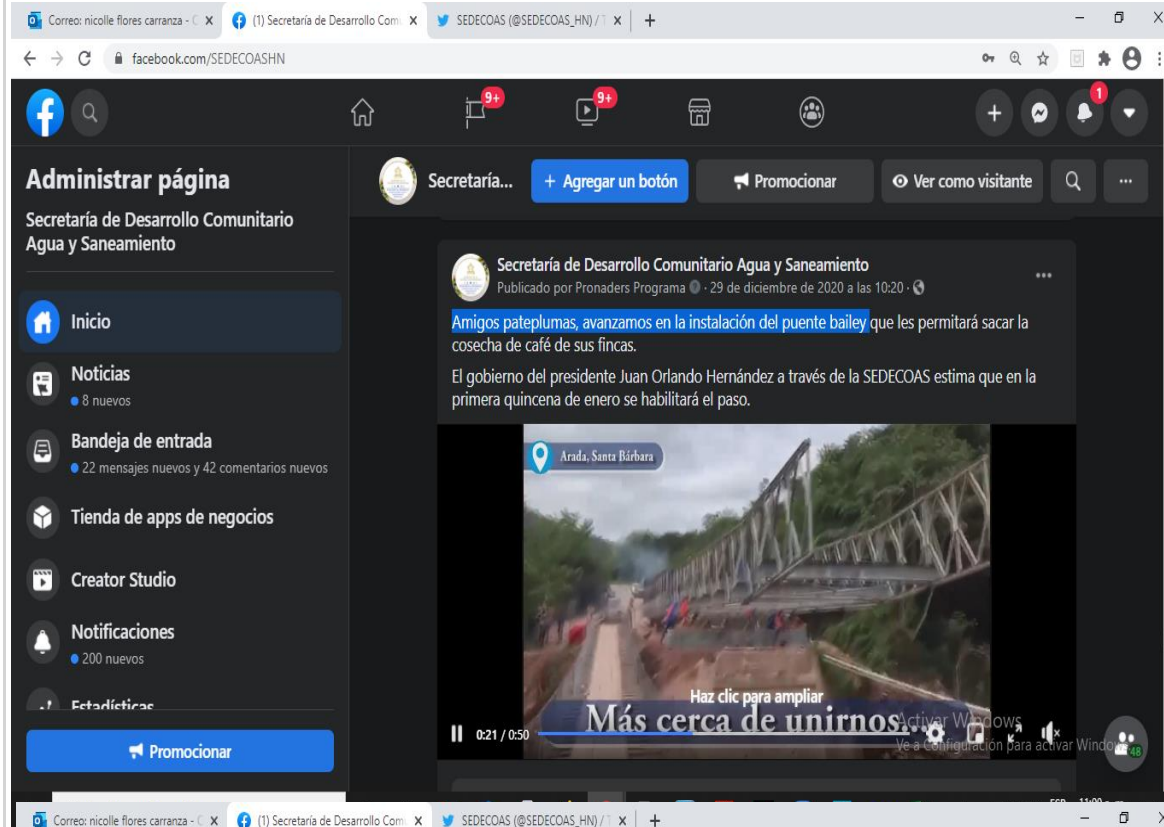 Correo: nicolle flores carranza - C
(1) Secretaría de Desarrollo Com
SEDECOAS (@SEDECOAS_HN) / T
facebook.com/SEDECOASHN
9+
9+
1
Administrar página
Secretaría de Desarrollo Comunitario
Agua y Saneamiento
Inicio
Noticias
8 nuevos
Bandeja de entrada
22 mensajes nuevos y 42 comentarios nuevos
Tienda de apps de negocios
Creator Studio
Notificaciones
200 nuevos
Estadísticas
Promocionar
Secretaría...
+ Agregar un botón
Promocionar
Ver como visitante
Secretaría de Desarrollo Comunitario Agua y Saneamiento
Publicado por Pronaders Programa · 29 de diciembre de 2020 a las 10:20 ·
Amigos pateplumas, avanzamos en la instalación del puente bailey que les permitará sacar la
cosecha de café de sus fincas.
El gobierno del presidente Juan Orlando Hernández a través de la SEDECOAS estima que en la
primera quincena de enero se habilitará el paso.
Arada, Santa Bárbara
Haz clic para ampliar
Más cerca de unirnos...
0:21 / 0:50
Activar Windows
Ve a Configuración para activar Windows.
48
Correo: nicolle flores carranza - C
(1) Secretaría de Desarrollo Com
SEDECOAS (@SEDECOAS_HN) / T